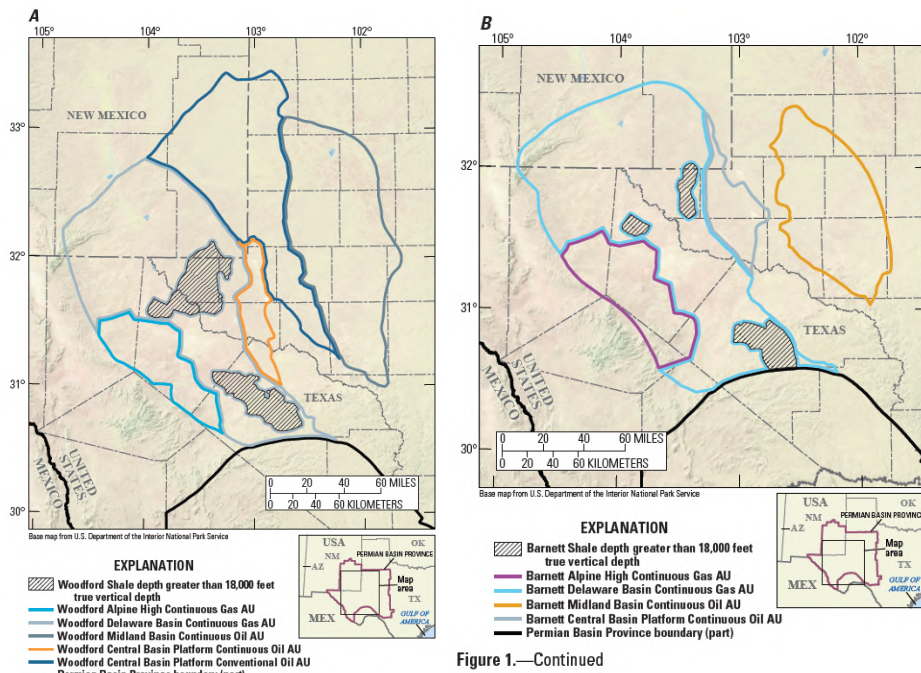 A
105°
104°
103°
102°
NEW MEXICO
33°
32°
31°
TEXAS
UNITED STATES
MEXICO
30°
0 20 40 60 MILES
0 20 40 60 KILOMETERS
Base map from U.S. Department of the Interior National Park Service
EXPLANATION
Woodford Shale depth greater than 18,000 feet
true vertical depth
Woodford Alpine High Continuous Gas AU
Woodford Delaware Basin Continuous Gas AU
Woodford Midland Basin Continuous Oil AU
Woodford Central Basin Platform Continuous Oil AU
Woodford Central Basin Platform Conventional Oil AU
Permian Basin Province boundary (part)
USA
NM
OK
PERMIAN BASIN PROVINCE
AZ
Map
area
TX
MEX
GULF OF
AMERICA
B
105°
104°
103°
102°
NEW MEXICO
32°
31°
TEXAS
UNITED STATES
MEXICO
30°
0 20 40 60 MILES
0 20 40 60 KILOMETERS
Base map from U.S. Department of the Interior National Park Service
EXPLANATION
Barnett Shale depth greater than 18,000 feet
true vertical depth
Barnett Alpine High Continuous Gas AU
Barnett Delaware Basin Continuous Gas AU
Barnett Midland Basin Continuous Oil AU
Barnett Central Basin Platform Continuous Oil AU
Permian Basin Province boundary (part)
USA
NM
OK
PERMIAN BASIN PROVINCE
AZ
Map
area
TX
MEX
GULF OF
AMERICA
Figure 1.—Continued